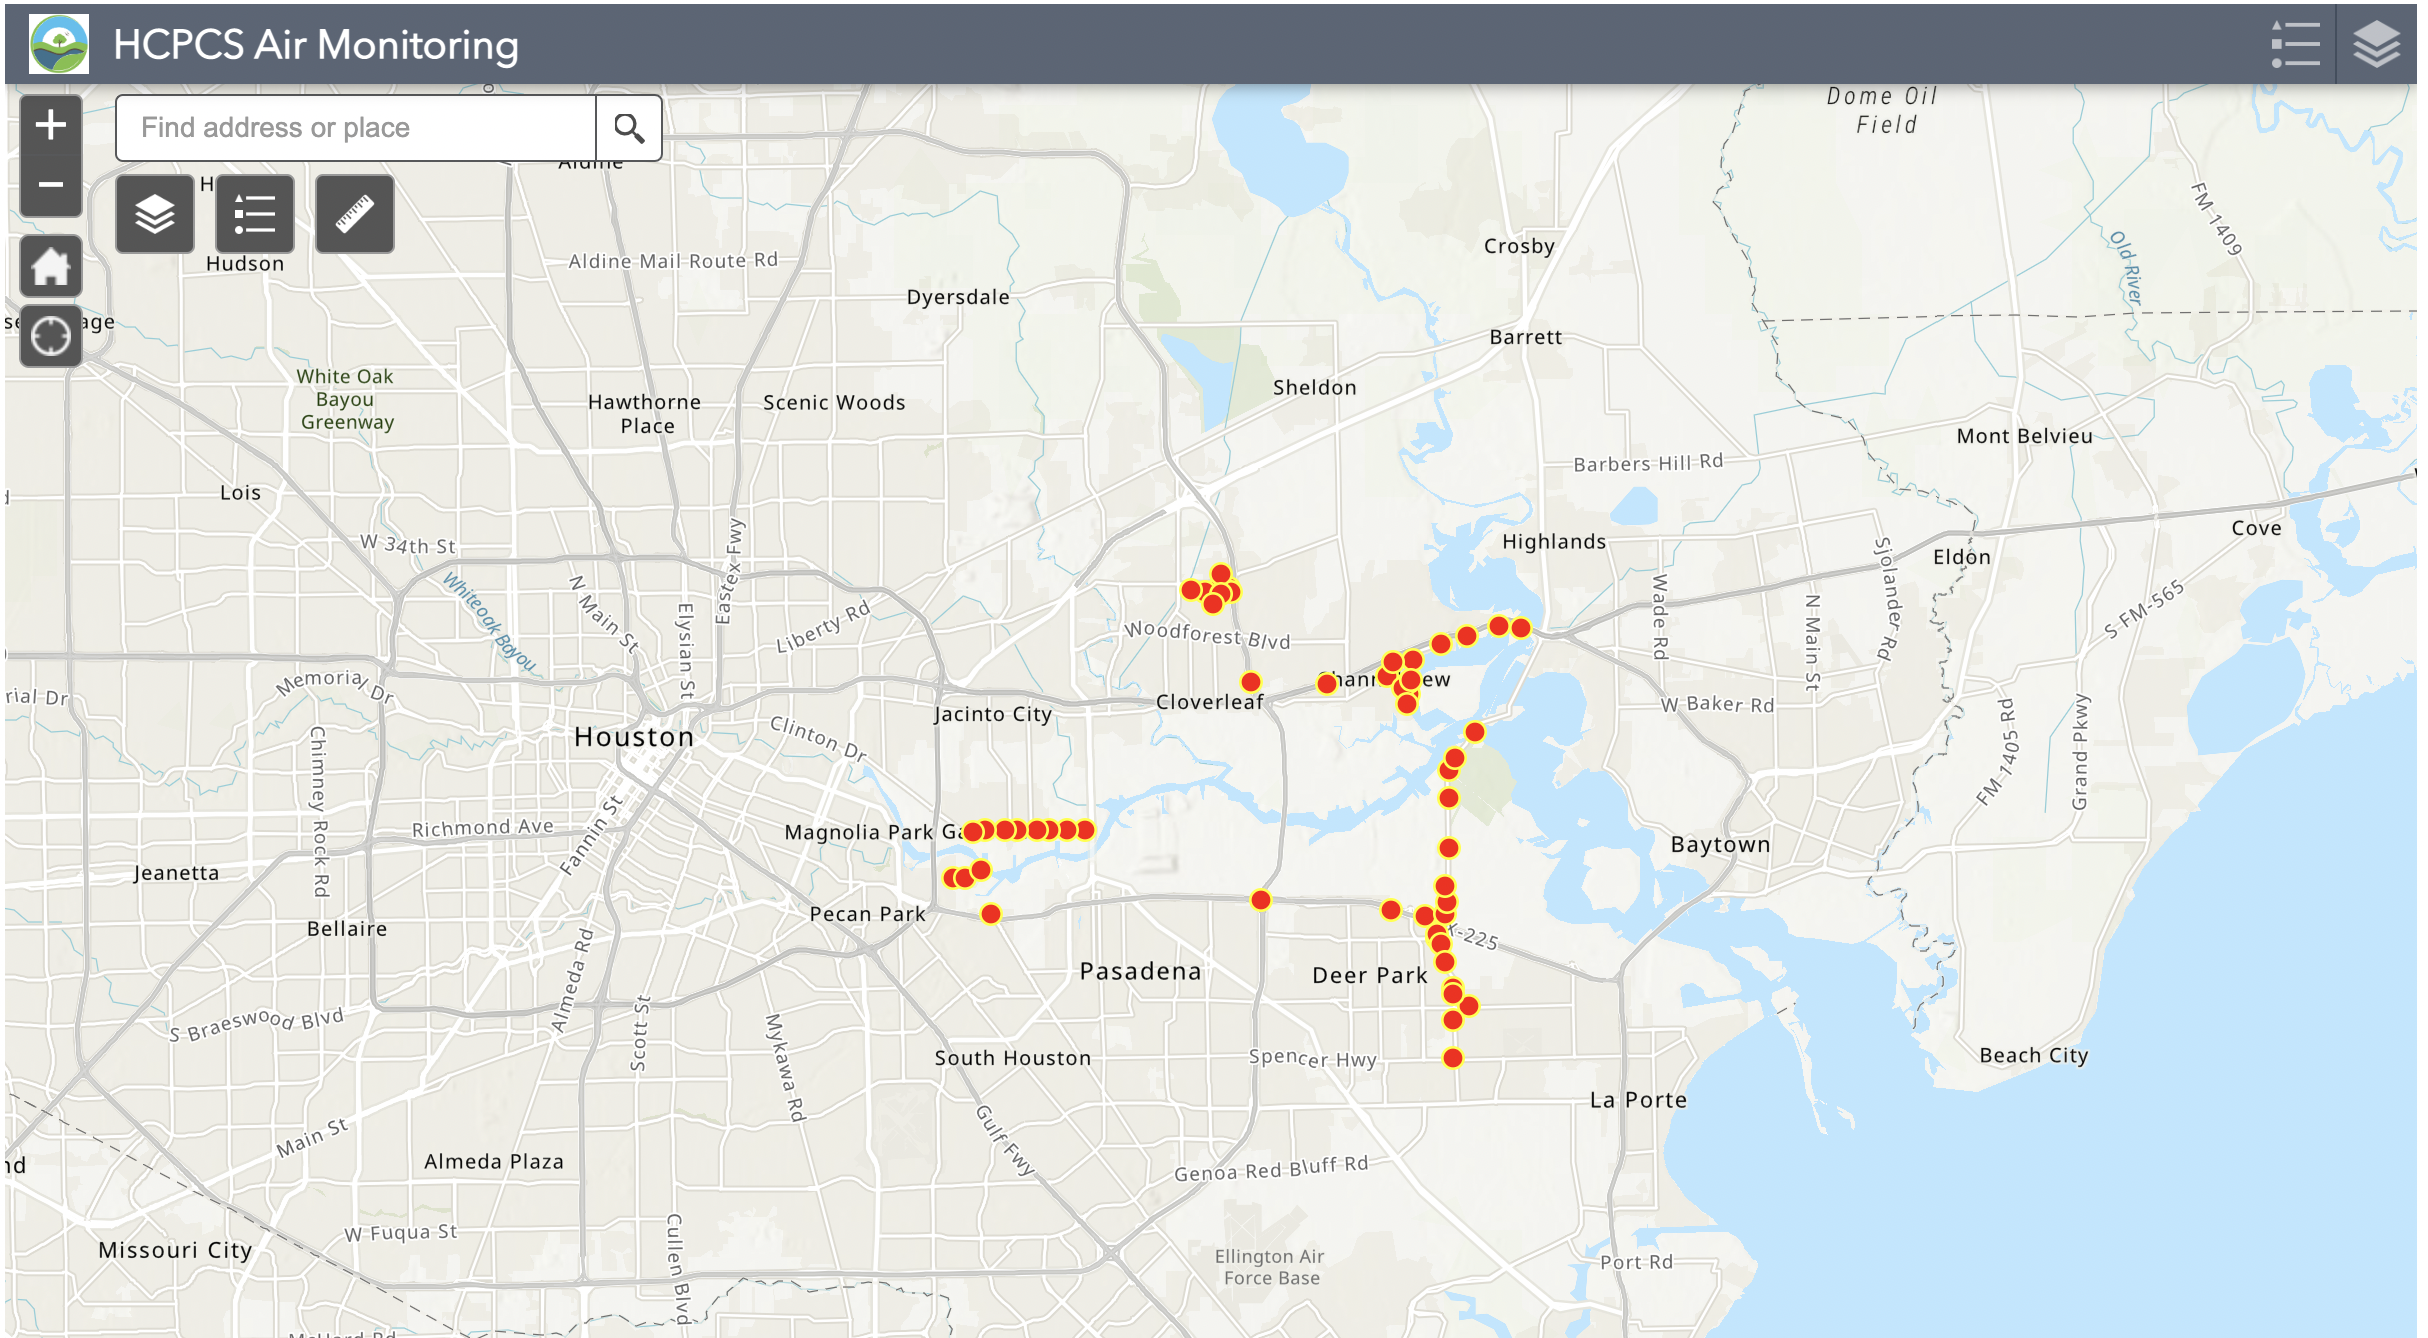 HCPCS Air Monitoring
Find address or place
Dome Oil
Field
Aldine
FM 1409
Crosby
Old River
Aldine Mail Route Rd
Hudson
Dyersdale
Barrett
White Oak
Bayou
Greenway
Sheldon
Hawthorne
Place
Scenic Woods
Mont Belvieu
Barbers Hill Rd
Lois
Cove
W 34th St
Highlands
Eldon
Whiteoak Bayou
N Main St
Eastex Fwy
Elysian St
Liberty Rd
Woodforest Blvd
Wade Rd
N Main St
Sjolander Rd
S FM-565
Memorial Dr
rial Dr
Cloverleaf
Jacinto City
W Baker Rd
Houston
Clinton Dr
Chimney Rock Rd
FM-1405 Rd
Grand Pkwy
Richmond Ave
Fannin St
Magnolia Park
Baytown
Jeanetta
Pecan Park
Bellaire
x-225
Almeda Rd
Pasadena
Deer Park
S Braeswood Blvd
Scott St
Mykawa Rd
South Houston
Spencer Hwy
Beach City
La Porte
Main St
Gulf Fwy
Almeda Plaza
Genoa Red Bluff Rd
W Fuqua St
Cullen Blvd
Missouri City
Ellington Air
Force Base
Port Rd